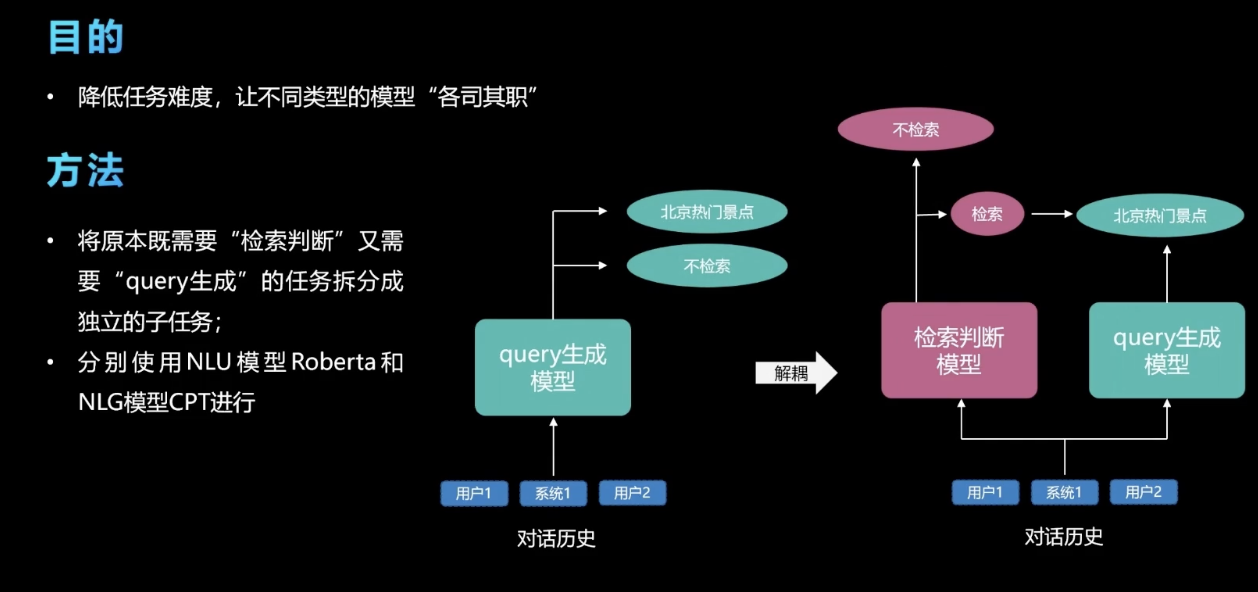 目的
• 降低任务难度，让不同类型的模型“各司其职”
方法
• 将原本既需要“检索判断”又需
要“query生成”的任务拆分成
独立的子任务；
• 分别使用NLU模型Roberta和
NLG模型CPT进行
北京热门景点
不检索
query生成
模型
用户1 系统1 用户2
对话历史
解耦
不检索
检索
北京热门景点
检索判断
模型
query生成
模型
用户1 系统1 用户2
对话历史